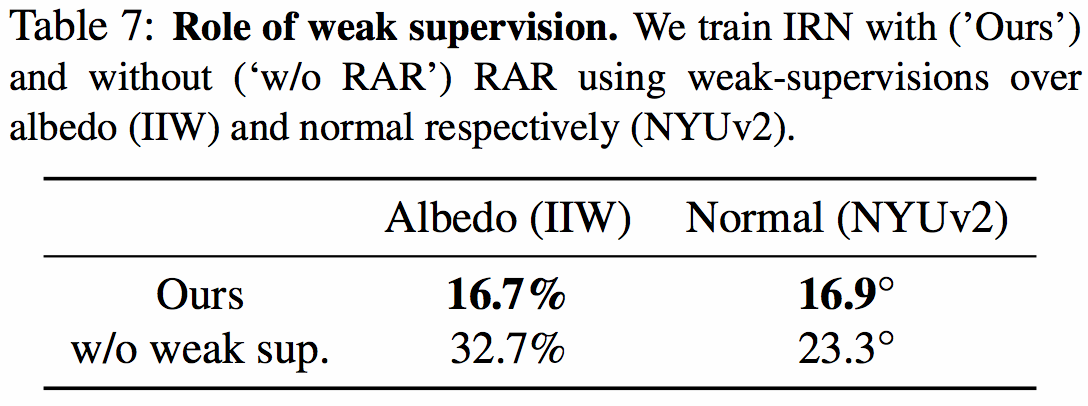 Table 7: Role of weak supervision. We train IRN with (’Ours’)
and without (‘w/o RAR’) RAR using weak-supervisions over
albedo (IIW) and normal respectively (NYUv2).
Albedo (IIW) Normal (NYUv2)
Ours 16.7% 16.9°
w/o weak sup. 32.7% 23.3°